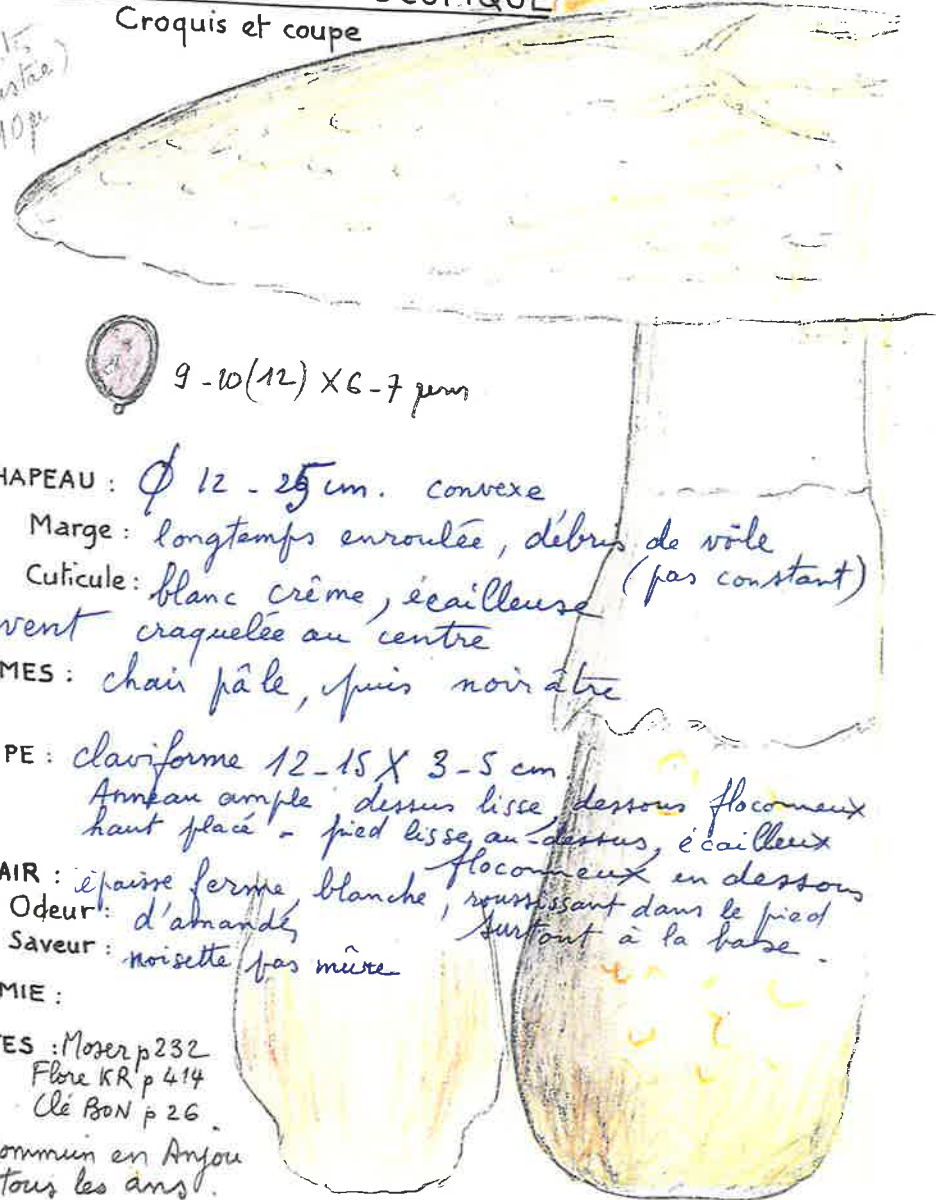 Croquis et coupe
10µ
9-10(12) X 6-7 µm
HAPEAU : Ø 12 - 25 cm. convexe
Marge : longtemps enroulée, débris de voile
(pas constant)
Cuticule : blanc crême, écailleuse
vent craquelée au centre
MES : chair pâle, puis noirâtre
PE : claviforme 12-15 X 3-5 cm
Anneau ample dessus lisse, dessous floconneux
haut placé - pied lisse au-dessus, écailleux
floconneux en dessous
AIR : épaisse ferme, blanche, roussissant dans le pied
surtout à la base.
Odeur : d'amande
Saveur : noisette pas mûre
MIE :
ES : Moser p 232
Flore KR p 414
Clé BON p 26.
ommun en Anjou
tous les ans.